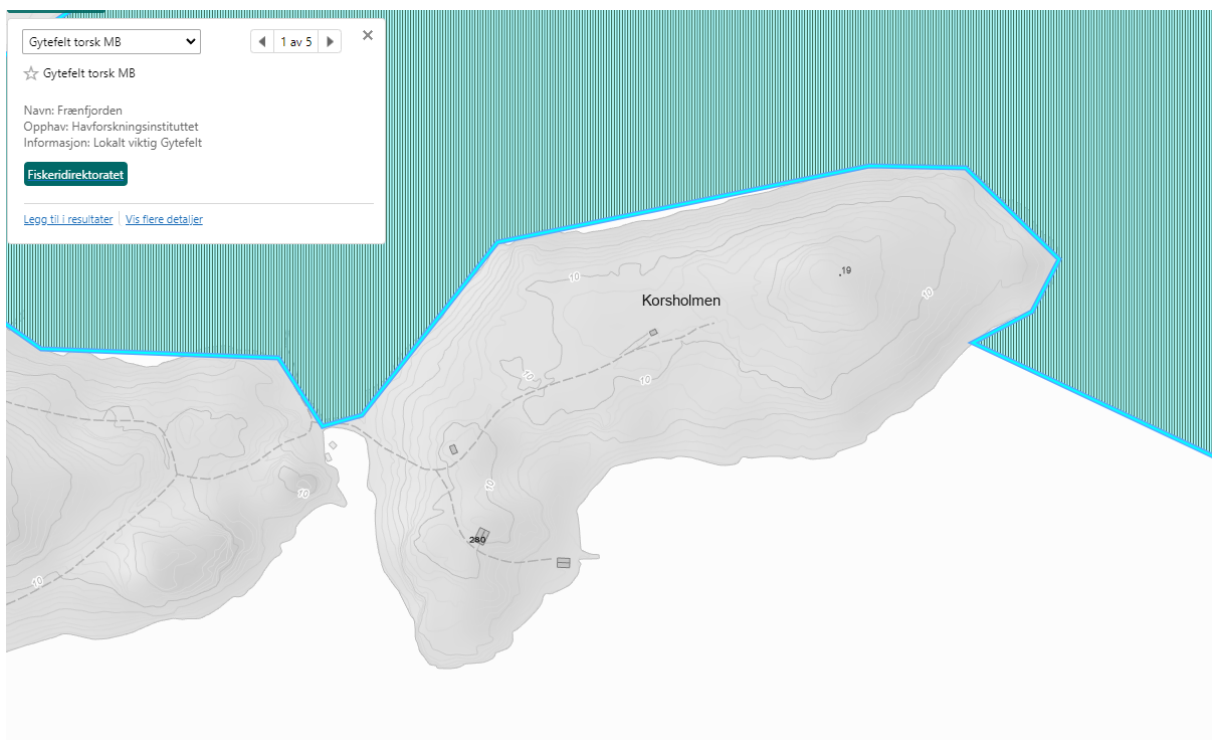 Gytefelt torsk MB
1 av 5
Gytefelt torsk MB
Navn: Frænfjorden
Opphav: Havforskningsinstituttet
Informasjon: Lokalt viktig Gytefelt
Fiskeridirektoratet
Legg til i resultater
Vis flere detaljer
.19
10
10
Korsholmen
10
10
10
10
280
10